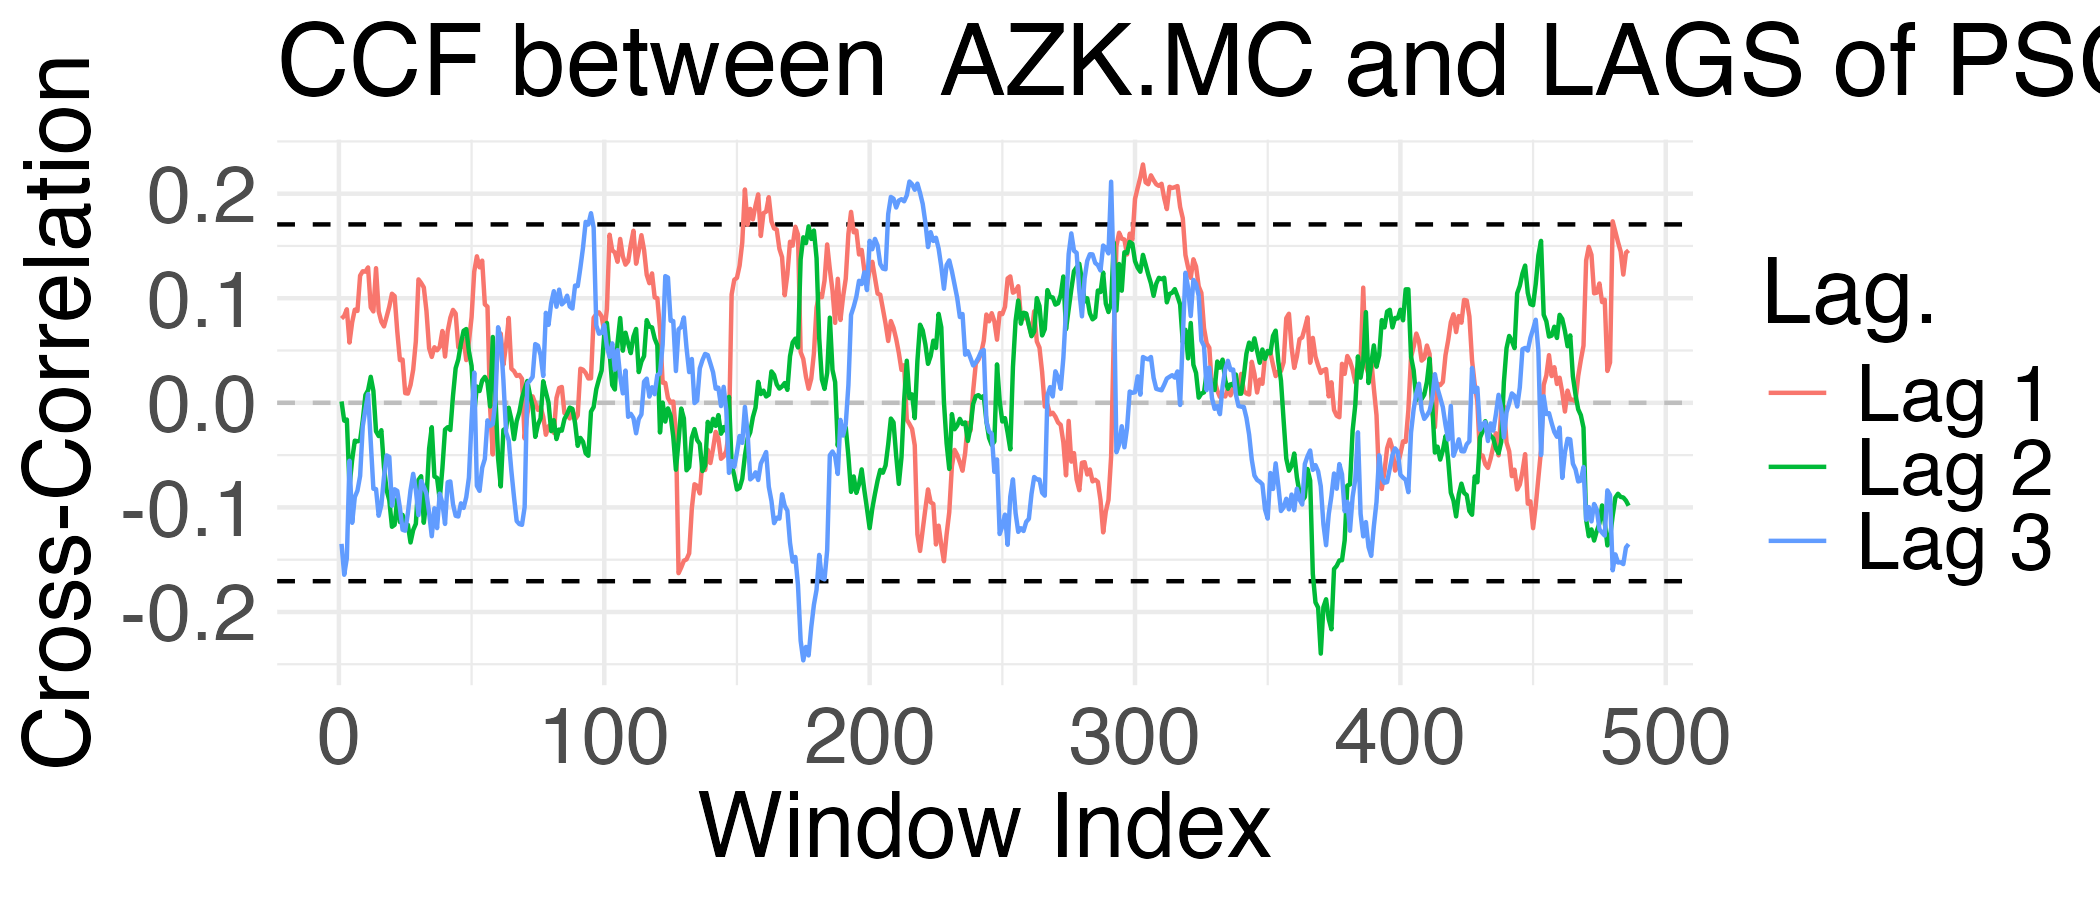 CCF between  AZK.MC and LAGS of
Cross-Correlation
0.2
0.1
0.0
-0.1
-0.2
0
100
200
300
400
500
Window Index
Lag.
Lag 1
Lag 2
Lag 3